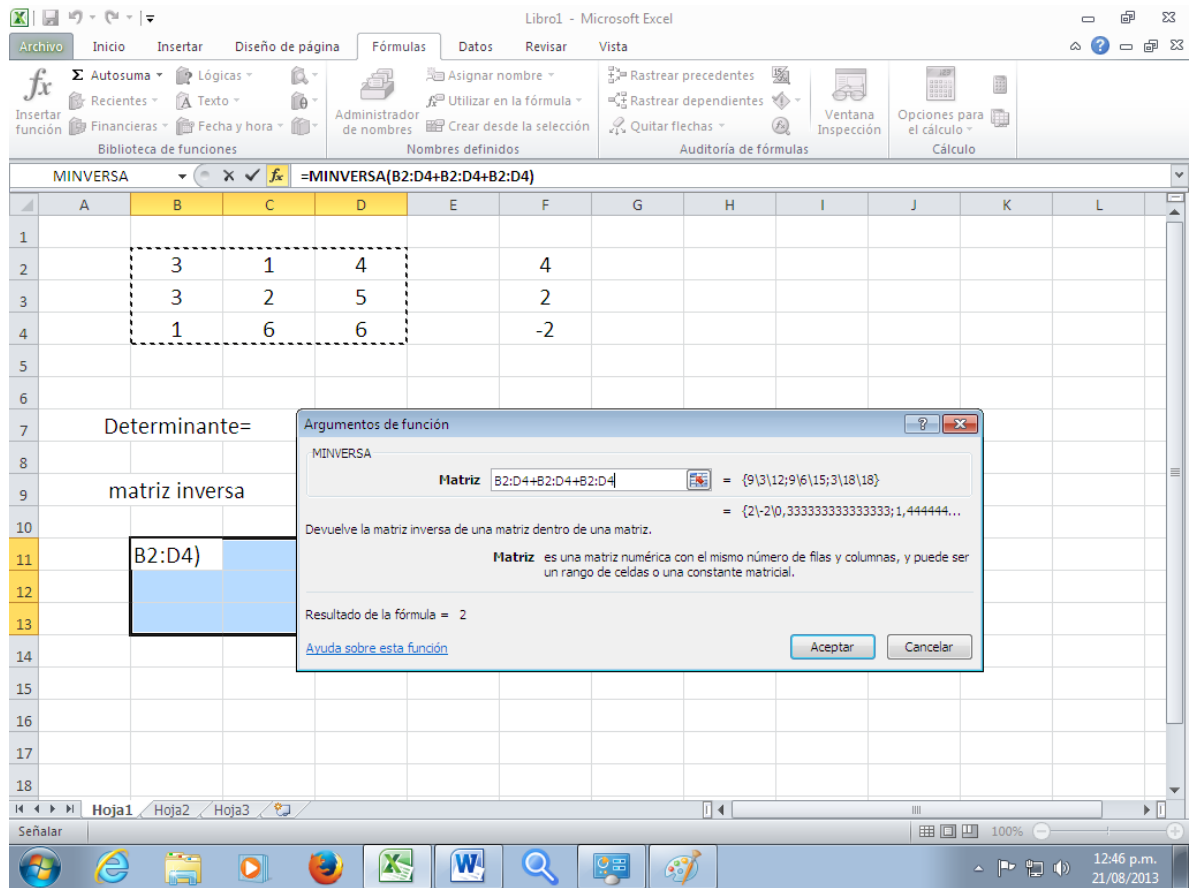 Libro1 - Microsoft Excel
Archivo Inicio Insertar Diseño de página Fórmulas Datos Revisar Vista
fx Insertar función
Σ Autosuma
Recientes
Financieras
Lógicas
Texto
Fecha y hora
Biblioteca de funciones
Administrador de nombres
Asignar nombre
Utilizar en la fórmula
Crear desde la selección
Nombres definidos
Rastrear precedentes
Rastrear dependientes
Quitar flechas
Auditoría de fórmulas
Ventana Inspección
Opciones para el cálculo
Cálculo
MINVERSA fx =MINVERSA(B2:D4+B2:D4+B2:D4)
A B C D E F G H I J K L
1
2 3 1 4 4
3 3 2 5 2
4 1 6 6 -2
5
6
7 Determinante=
8
9 matriz inversa
10
11 B2:D4)
12
13
14
15
16
17
18
Argumentos de función
MINVERSA
Matriz B2:D4+B2:D4+B2:D4 = {9\3\12;9\6\15;3\18\18}
= {2\-2\0,333333333333333;1,444444...
Devuelve la matriz inversa de una matriz dentro de una matriz.
Matriz es una matriz numérica con el mismo número de filas y columnas, y puede ser
un rango de celdas o una constante matricial.
Resultado de la fórmula = 2
Ayuda sobre esta función
Aceptar Cancelar
Hoja1 Hoja2 Hoja3
Señalar 100%
12:46 p.m.
21/08/2013